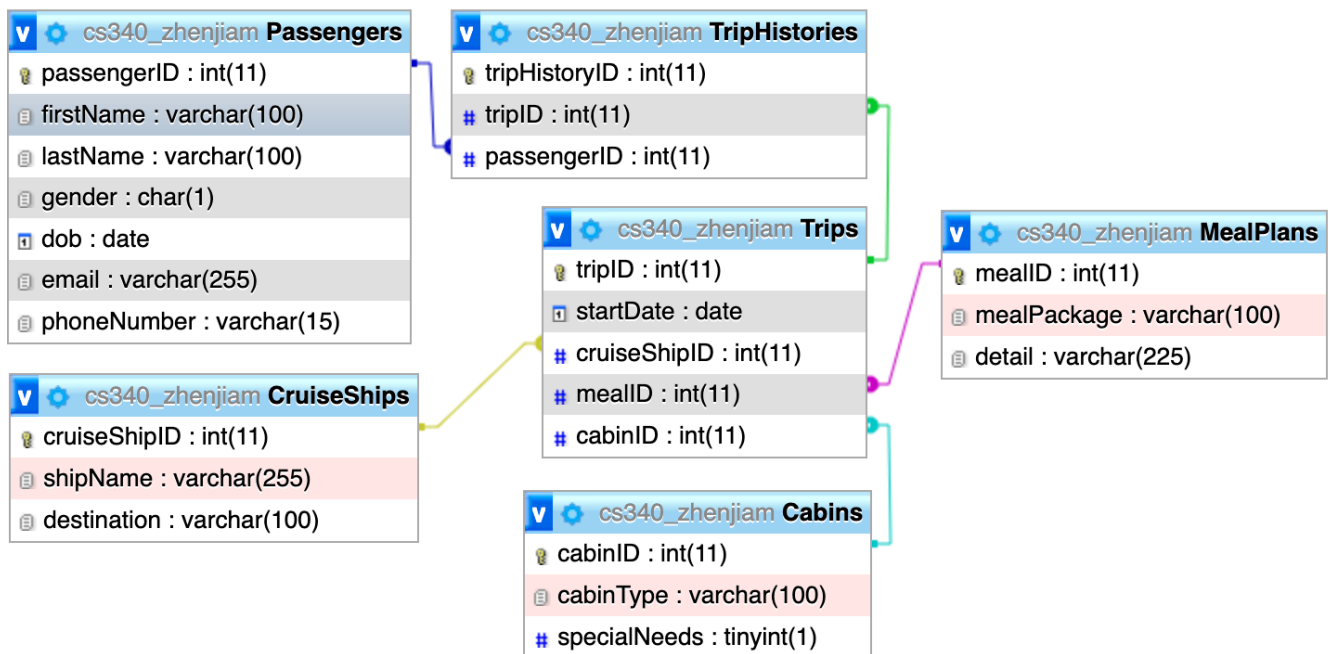 v cs340_zhenjiam Passengers
passengerID : int(11)
firstName : varchar(100)
lastName : varchar(100)
gender : char(1)
dob : date
email : varchar(255)
phoneNumber : varchar(15)
v cs340_zhenjiam TripHistories
tripHistoryID : int(11)
# tripID : int(11)
# passengerID : int(11)
v cs340_zhenjiam Trips
tripID : int(11)
startDate : date
# cruiseShipID : int(11)
# mealID : int(11)
# cabinID : int(11)
v cs340_zhenjiam MealPlans
mealID : int(11)
mealPackage : varchar(100)
detail : varchar(225)
v cs340_zhenjiam CruiseShips
cruiseShipID : int(11)
shipName : varchar(255)
destination : varchar(100)
v cs340_zhenjiam Cabins
cabinID : int(11)
cabinType : varchar(100)
# specialNeeds : tinyint(1)